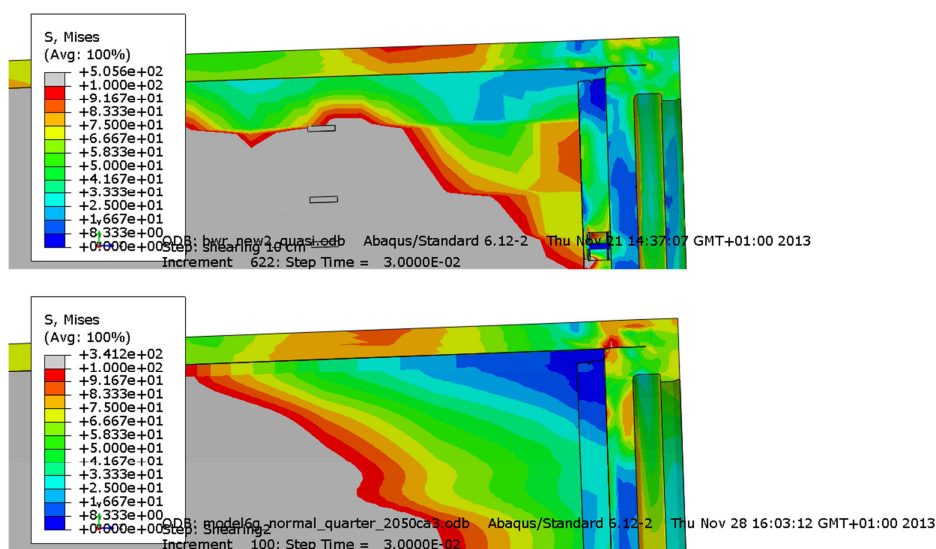 S, Mises
(Avg: 100%)
+5.056e+02
+1.000e+02
+9.167e+01
+8.333e+01
+7.500e+01
+6.667e+01
+5.833e+01
+5.000e+01
+4.167e+01
+3.333e+01
+2.500e+01
+1.667e+01
+8.333e+00
+0.000e+00
ODB: bwr_new2_quasi.odb Abaqus/Standard 6.12-2 Thu Nov 21 14:37:07 GMT+01:00 2013
Step: shearing 10 cm
Increment 622: Step Time = 3.0000E-02
S, Mises
(Avg: 100%)
+3.412e+02
+1.000e+02
+9.167e+01
+8.333e+01
+7.500e+01
+6.667e+01
+5.833e+01
+5.000e+01
+4.167e+01
+3.333e+01
+2.500e+01
+1.667e+01
+8.333e+00
+0.000e+00
ODB: model6g_normal_quarter_2050ca3.odb Abaqus/Standard 6.12-2 Thu Nov 28 16:03:12 GMT+01:00 2013
Step: Shearing2
Increment 100: Step Time = 3.0000E-02